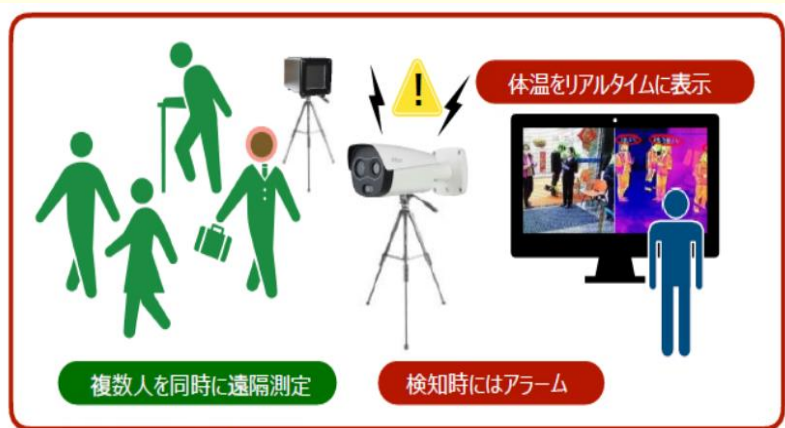 体温をリアルタイムに表示
複数人を同時に遠隔測定
検知時にはアラーム